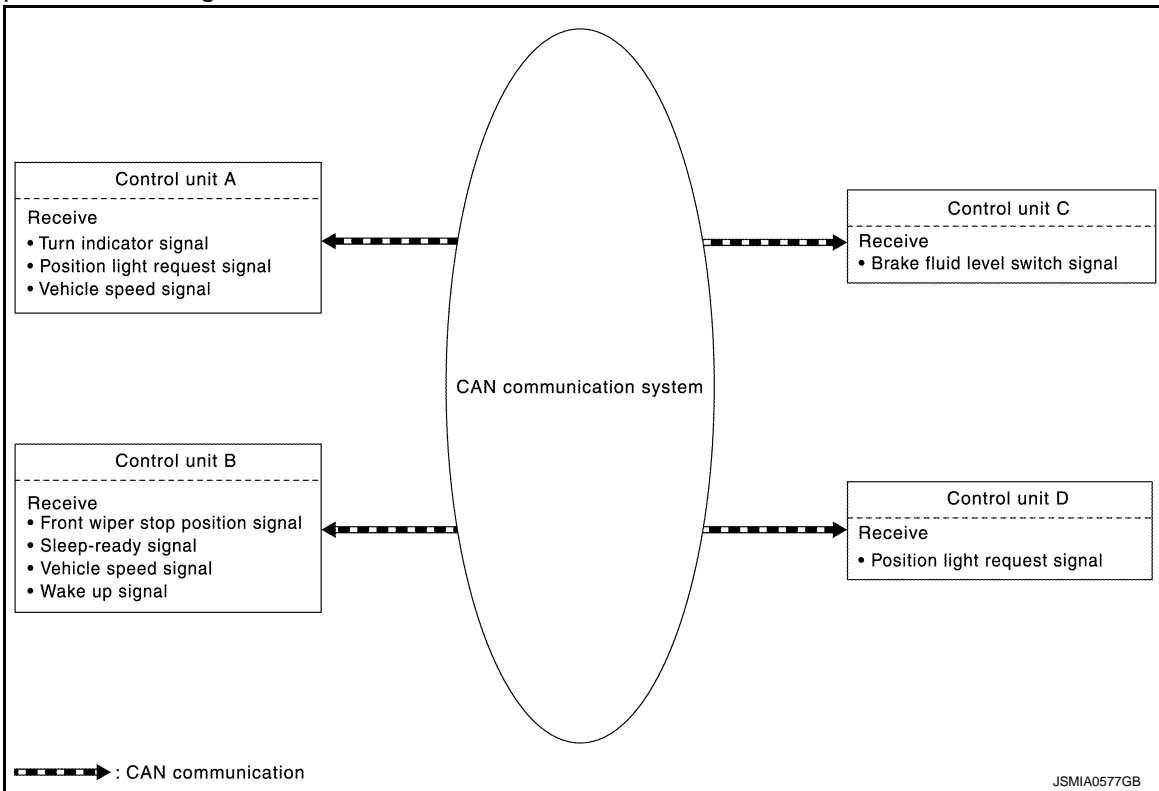 Control unit A
Receive
• Turn indicator signal
• Position light request signal
• Vehicle speed signal
Control unit C
Receive
• Brake fluid level switch signal
CAN communication system
Control unit B
Receive
• Front wiper stop position signal
• Sleep-ready signal
• Vehicle speed signal
• Wake up signal
Control unit D
Receive
• Position light request signal
: CAN communication
JSMIA0577GB